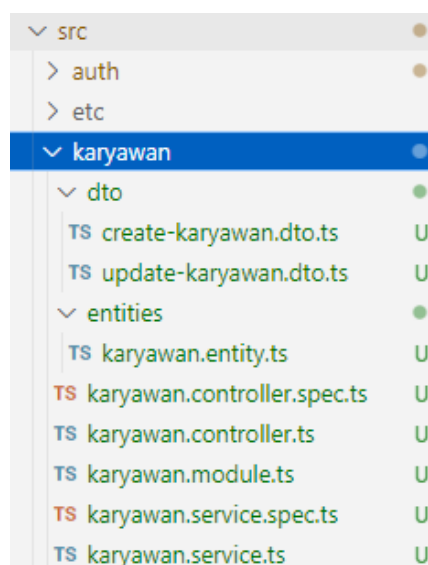 src
auth
etc
karyawan
dto
TS create-karyawan.dto.ts U
TS update-karyawan.dto.ts U
entities
TS karyawan.entity.ts U
TS karyawan.controller.spec.ts U
TS karyawan.controller.ts U
TS karyawan.module.ts U
TS karyawan.service.spec.ts U
TS karyawan.service.ts U